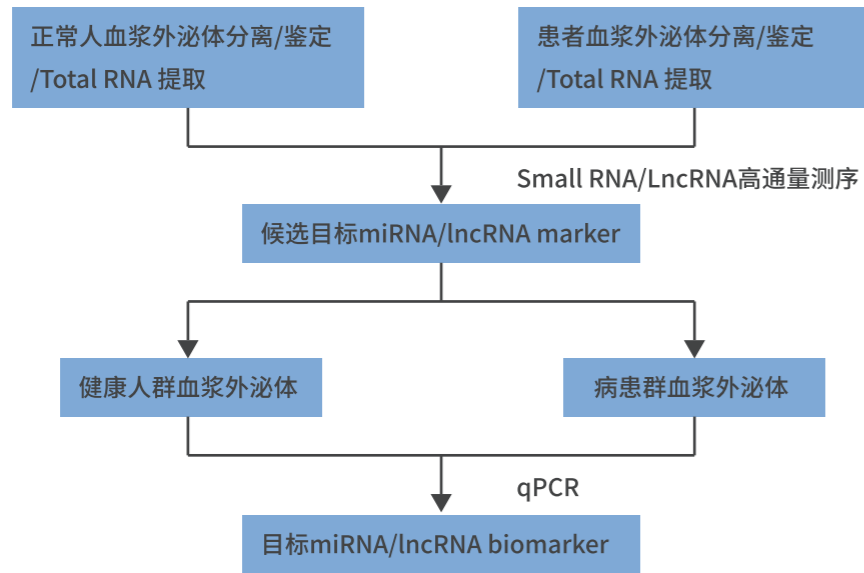 正常人血浆外泌体分离/鉴定
/Total RNA 提取
患者血浆外泌体分离/鉴定
/Total RNA 提取
Small RNA/LncRNA高通量测序
候选目标miRNA/lncRNA marker
健康人群血浆外泌体
病患群血浆外泌体
qPCR
目标miRNA/lncRNA biomarker